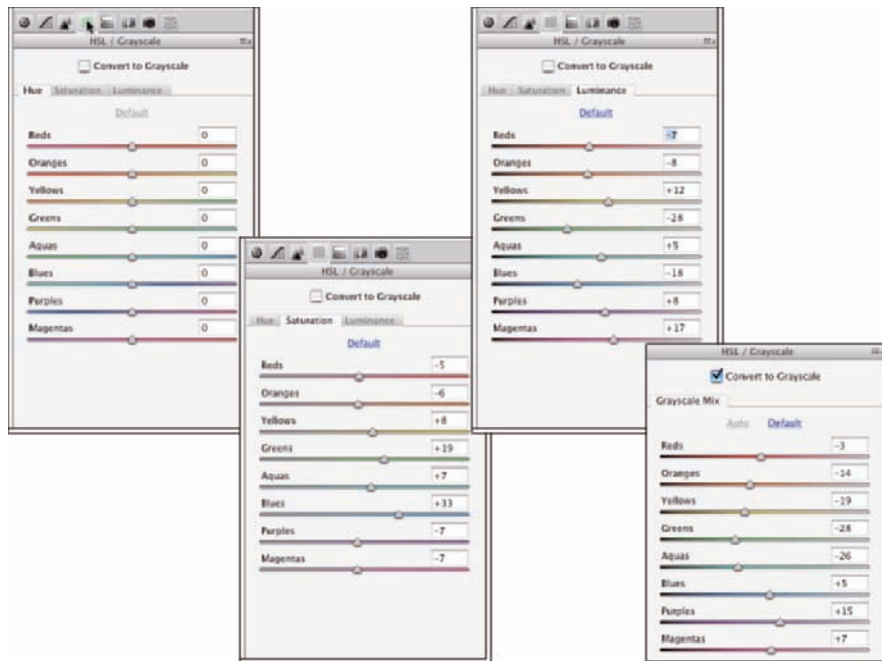 HSL / Grayscale
Convert to Grayscale
Hue Saturation Luminance
Default
Reds 0
Oranges 0
Yellows 0
Greens 0
Aquas 0
Blues 0
Purples 0
Magentas 0
HSL / Grayscale
Convert to Grayscale
Hue Saturation Luminance
Default
Reds -5
Oranges -6
Yellows +8
Greens +19
Aquas +7
Blues +33
Purples -7
Magentas -7
HSL / Grayscale
Convert to Grayscale
Hue Saturation Luminance
Default
Reds -7
Oranges -8
Yellows +12
Greens -28
Aquas +5
Blues -18
Purples +8
Magentas +17
HSL / Grayscale
Convert to Grayscale
Grayscale Mix
Auto Default
Reds -3
Oranges -14
Yellows -19
Greens -28
Aquas -26
Blues +5
Purples +15
Magentas +7